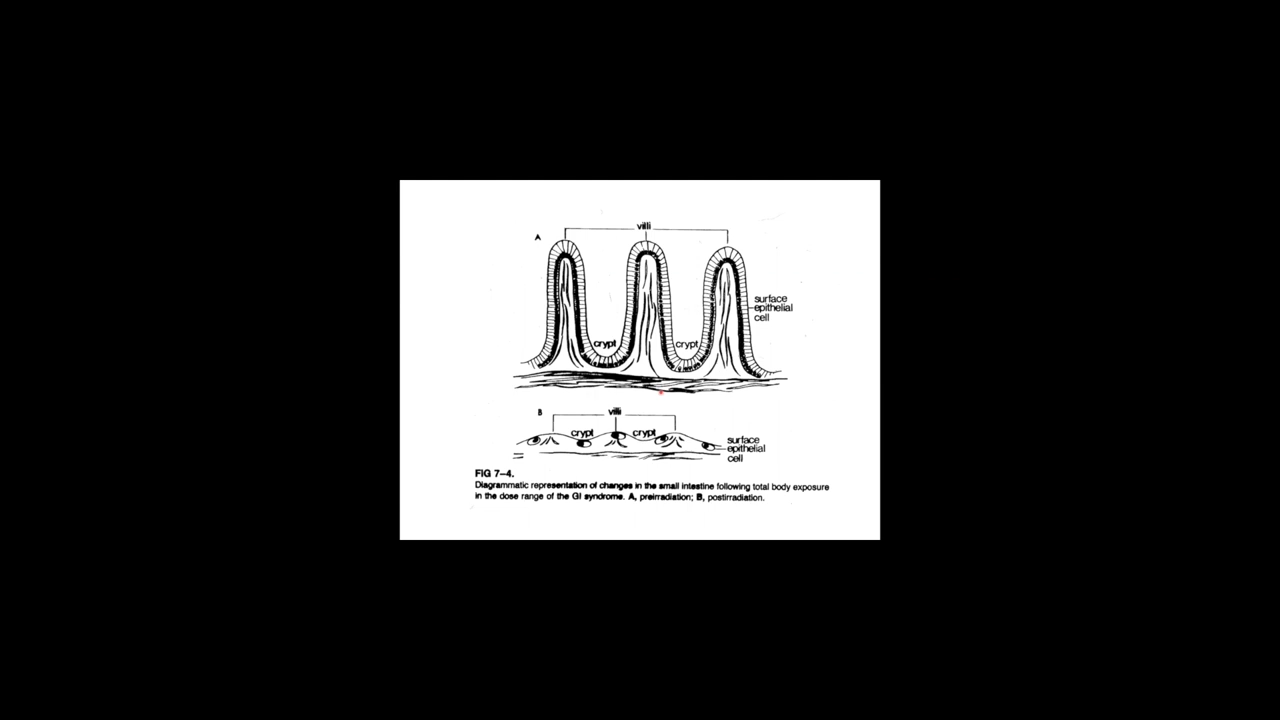 A
villi
surface
epithelial
cell
crypt
crypt
B
villi
crypt
crypt
surface
epithelial
cell
FIG 7–4.
Diagrammatic representation of changes in the small intestine following total body exposure
in the dose range of the GI syndrome. A, preirradiation; B, postirradiation.